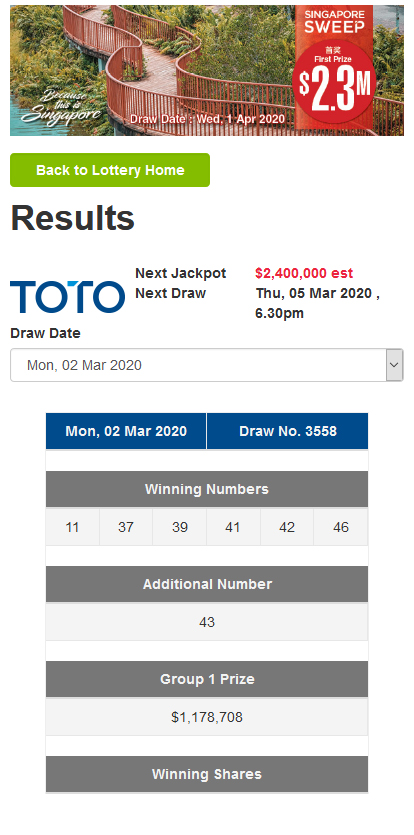 SINGAPORE
SWEEP
首奖
First Prize
$2.3M
Because
this is
Singapore
Draw Date : Wed, 1 Apr 2020
Back to Lottery Home
Results
TOTO
Next Jackpot $2,400,000 est
Next Draw Thu, 05 Mar 2020 ,
6.30pm
Draw Date
Mon, 02 Mar 2020
Mon, 02 Mar 2020 Draw No. 3558
Winning Numbers
11 37 39 41 42 46
Additional Number
43
Group 1 Prize
$1,178,708
Winning Shares